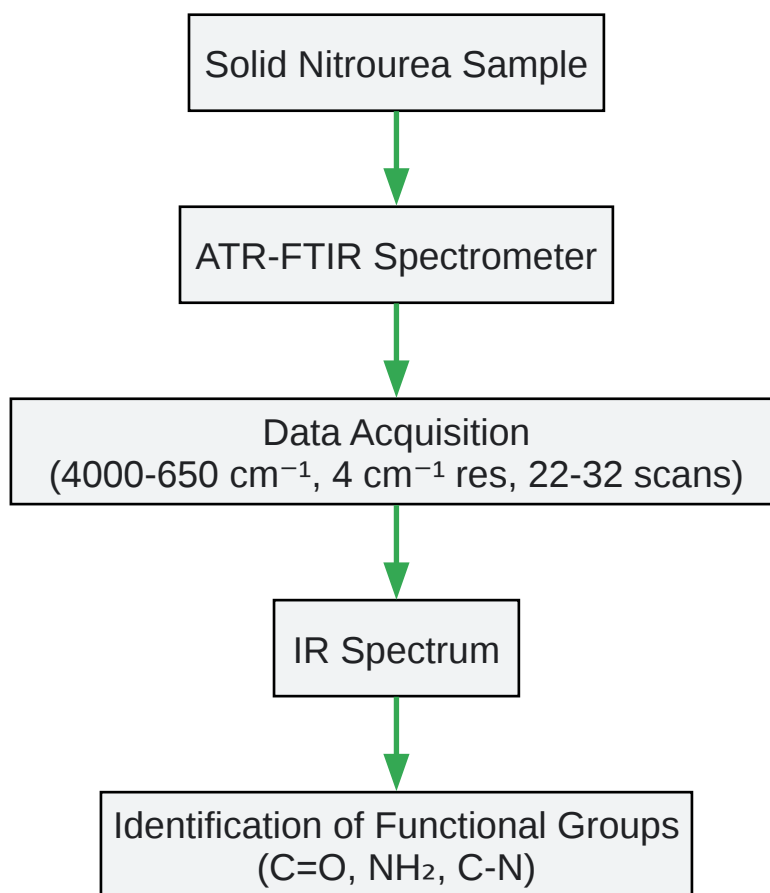 Solid Nitrourea Sample
ATR-FTIR Spectrometer
Data Acquisition
(4000-650 cm⁻¹, 4 cm⁻¹ res, 22-32 scans)
IR Spectrum
Identification of Functional Groups
(C=O, NH₂, C-N)